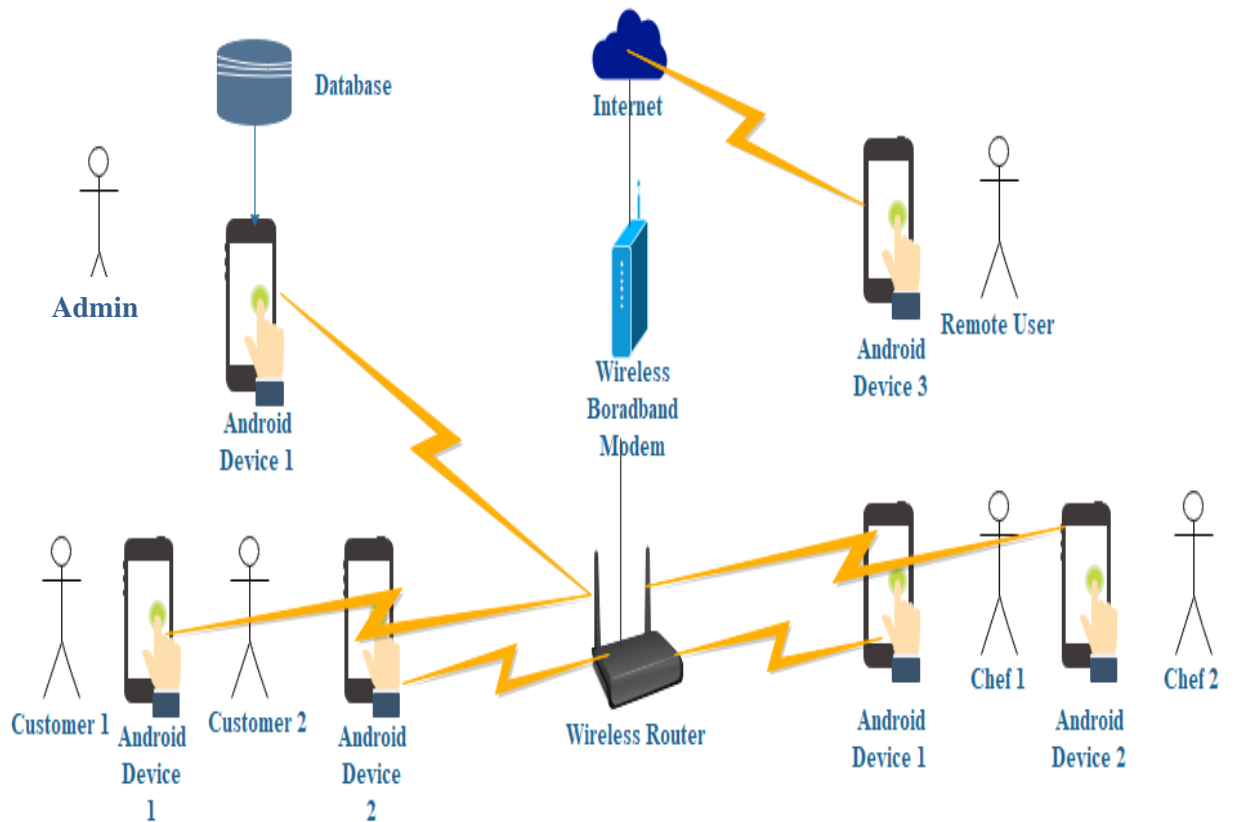 Database
Internet
Admin
Remote User
Android
Device 3
Wireless
Boradband
Modem
Android
Device 1
Customer 1
Android
Device
1
Customer 2
Android
Device
2
Wireless Router
Android
Device 1
Chef 1
Android
Device 2
Chef 2